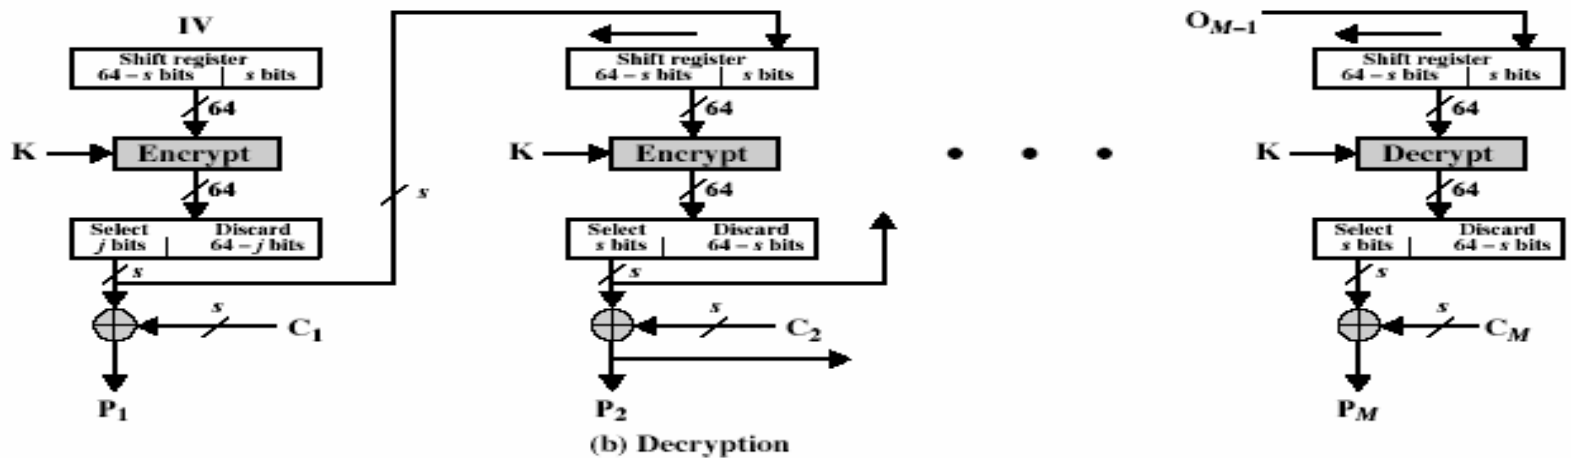 IV
O_M–1
Shift register
64 – s bits | s bits
Shift register
64 – s bits | s bits
Shift register
64 – s bits | s bits
64
64
64
K
Encrypt
K
Encrypt
• • •
K
Decrypt
64
s
64
64
Select Discard
j bits | 64 – j bits
Select Discard
s bits | 64 – s bits
Select Discard
s bits | 64 – s bits
s
s
s
s
C1
s
C2
s
CM
P1
P2
PM
(b) Decryption